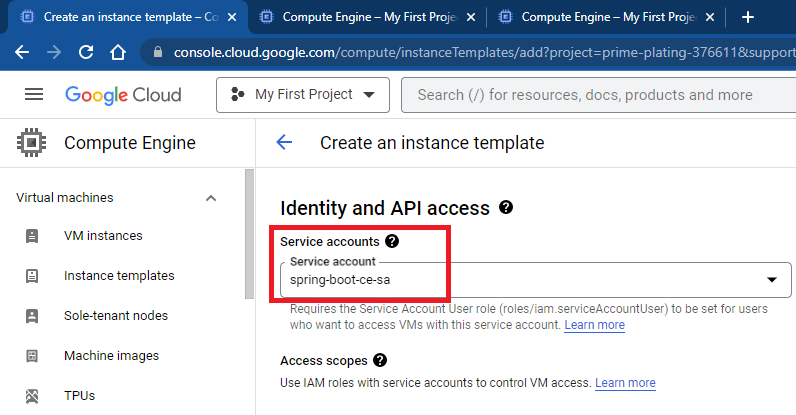 Create an instance template – Co
Compute Engine – My First Projec
Compute Engine – My First Projec
console.cloud.google.com/compute/instanceTemplates/add?project=prime-plating-376611&support
Google Cloud
My First Project
Search (/) for resources, docs, products and more
Compute Engine
Create an instance template
Virtual machines
VM instances
Instance templates
Sole-tenant nodes
Machine images
TPUs
Identity and API access
Service accounts
Service account
spring-boot-ce-sa
Requires the Service Account User role (roles/iam.serviceAccountUser) to be set for users
who want to access VMs with this service account. Learn more
Access scopes
Use IAM roles with service accounts to control VM access. Learn more